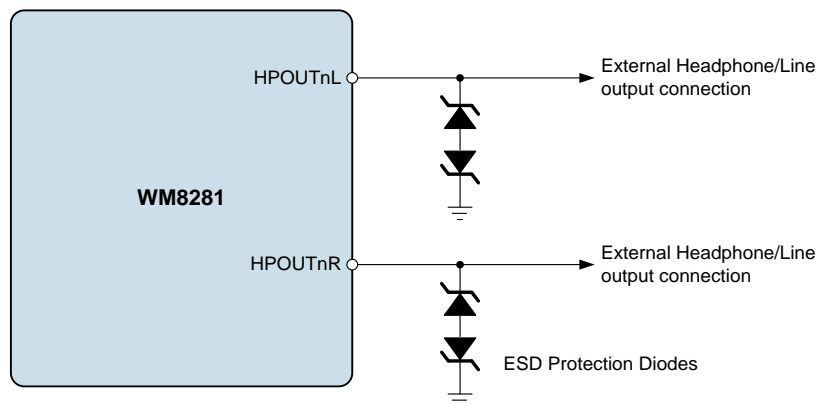 HPOUTnL
External Headphone/Line
output connection
WM8281
HPOUTnR
External Headphone/Line
output connection
ESD Protection Diodes